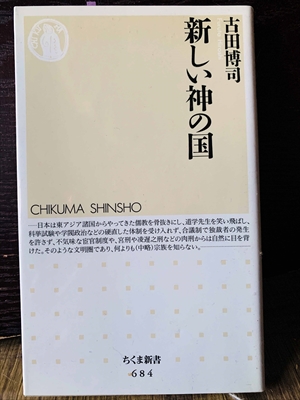 古田博司
新しい神の国
CHIKUMA SHINSHO
―日本は東アジア諸国からやってきた儒教を骨抜きにし、道学先生を笑い飛ばし、
科挙試験や学閥政治などの硬直した体制を受け入れず、合議制で独裁者の発生
を許さず、不気味な宦官制度や、宮刑や凌遅之刑などの肉刑からは自然に目を背
けた。そのような文明圏であり、何よりも(中略)宗族を知らない。
ちくま新書
684